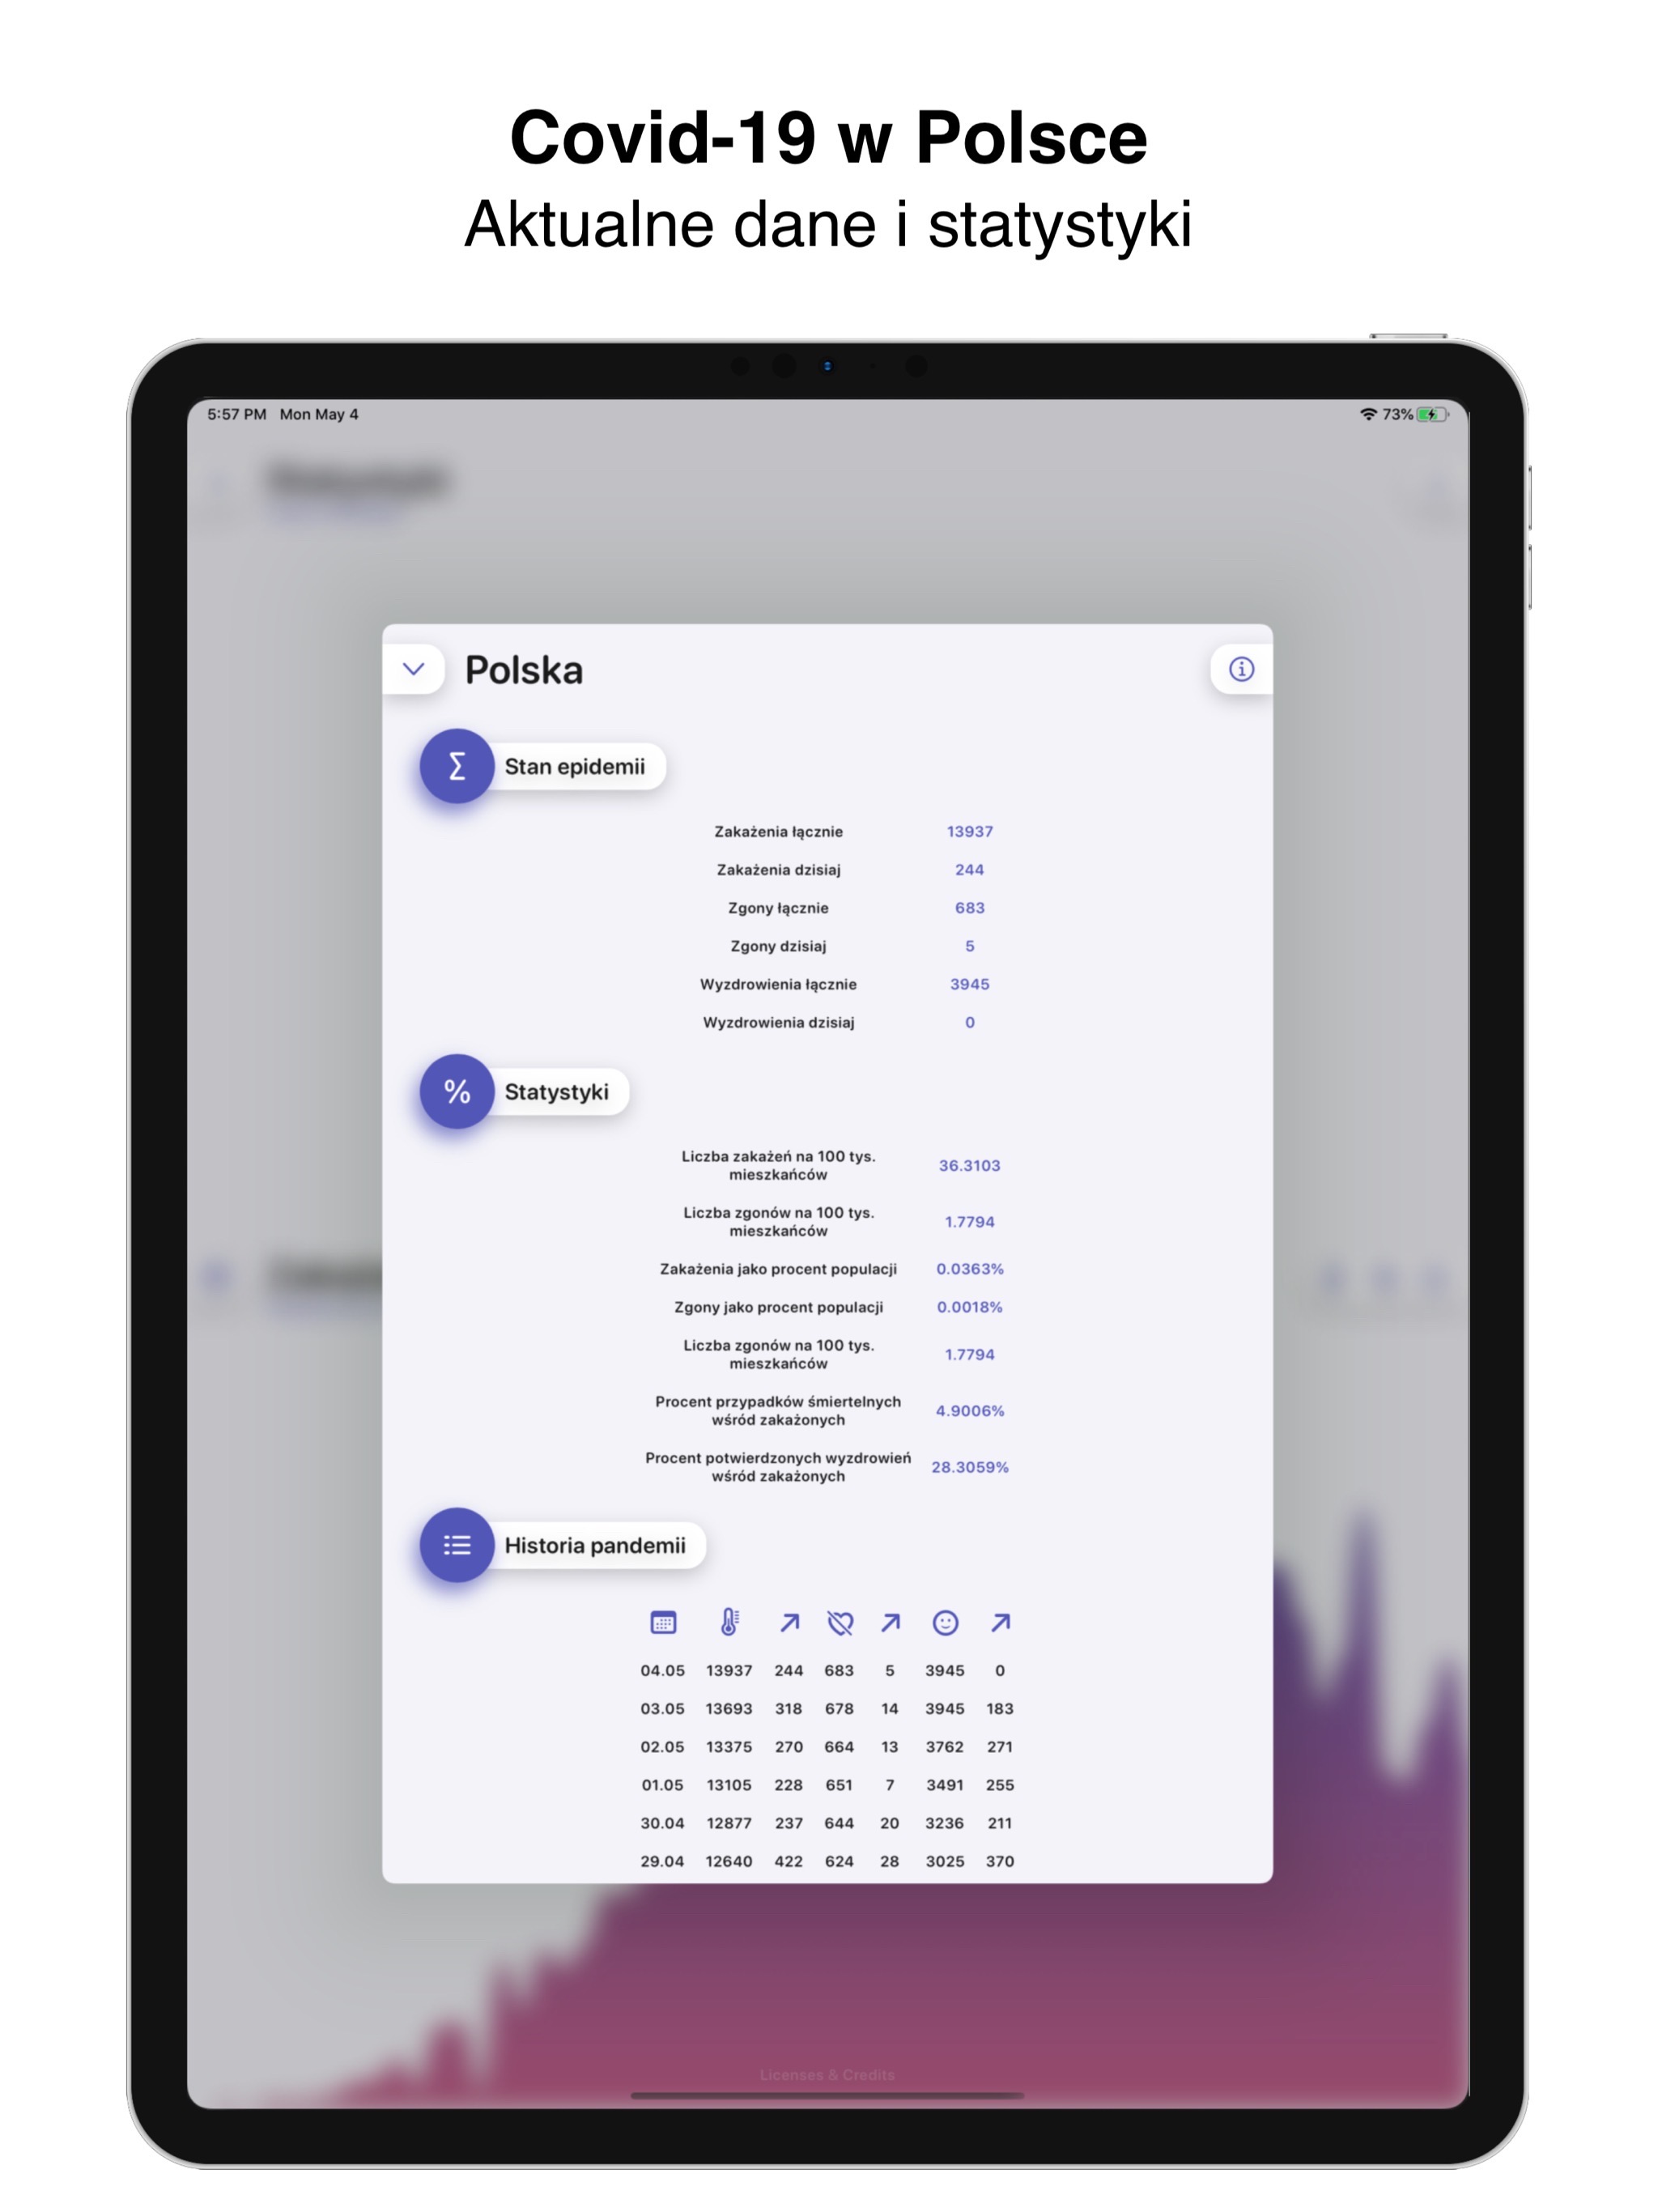 Covid-19 w Polsce
Aktualne dane i statystyki
5:57 PM Mon May 4
73%
Polska
Σ Stan epidemii
Zakażenia łącznie 13937
Zakażenia dzisiaj 244
Zgony łącznie 683
Zgony dzisiaj 5
Wyzdrowienia łącznie 3945
Wyzdrowienia dzisiaj 0
% Statystyki
Liczba zakażeń na 100 tys.
mieszkańców 36.3103
Liczba zgonów na 100 tys.
mieszkańców 1.7794
Zakażenia jako procent populacji 0.0363%
Zgony jako procent populacji 0.0018%
Liczba zgonów na 100 tys.
mieszkańców 1.7794
Procent przypadków śmiertelnych
wśród zakażonych 4.9006%
Procent potwierdzonych wyzdrowień
wśród zakażonych 28.3059%
Historia pandemii
04.05 13937 244 683 5 3945 0
03.05 13693 318 678 14 3945 183
02.05 13375 270 664 13 3762 271
01.05 13105 228 651 7 3491 255
30.04 12877 237 644 20 3236 211
29.04 12640 422 624 28 3025 370
Licenses & Credits